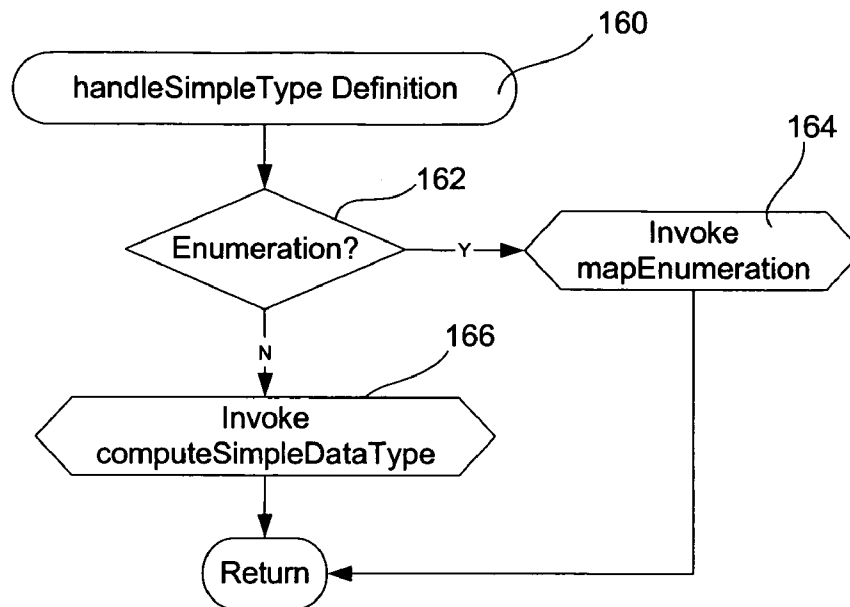 160
handleSimpleType Definition
164
162
Enumeration?
Y
Invoke
mapEnumeration
N
166
Invoke
computeSimpleDataType
Return